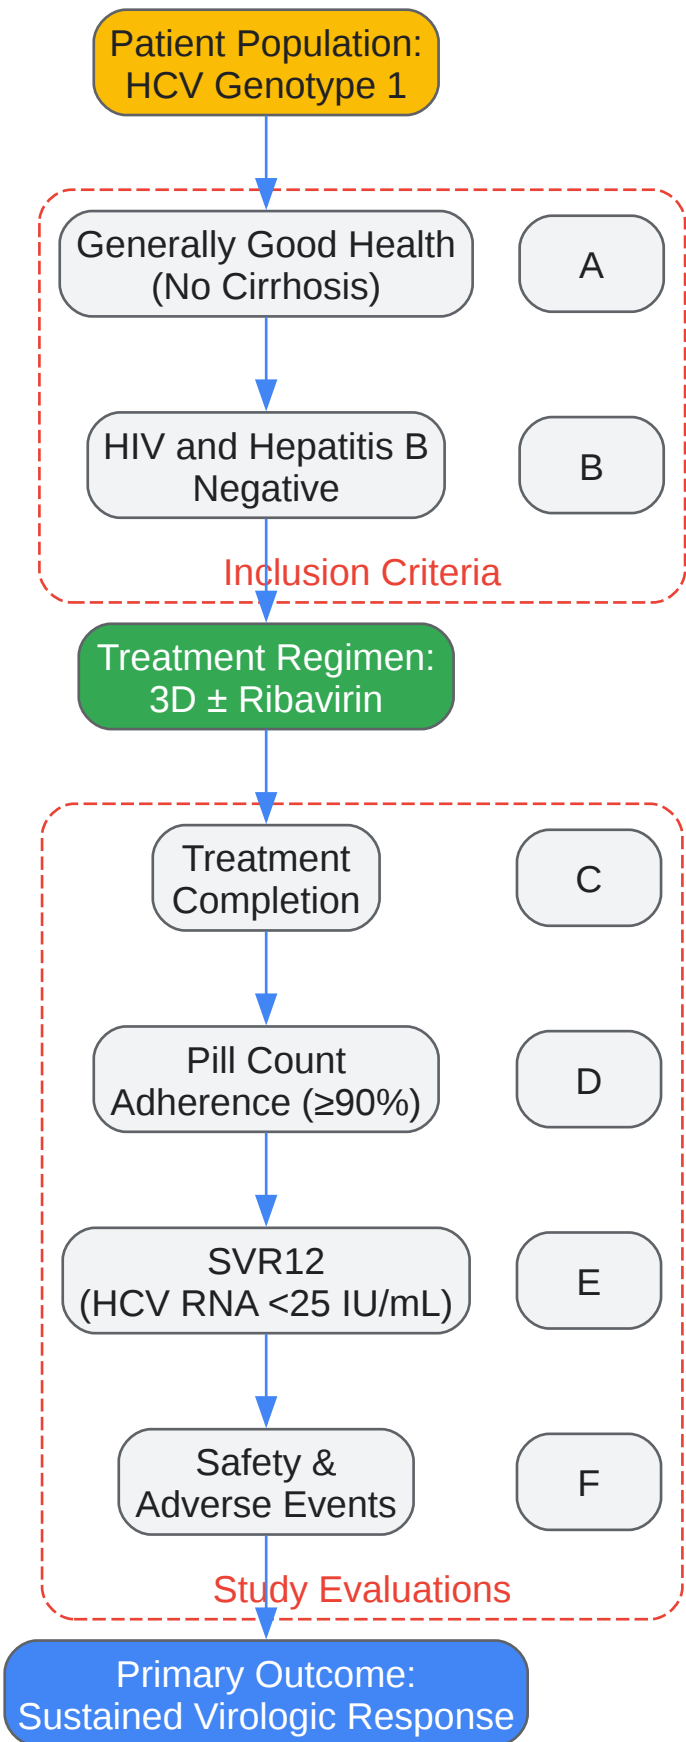 Patient Population:
HCV Genotype 1
Generally Good Health
(No Cirrhosis)
A
HIV and Hepatitis B
Negative
B
Inclusion Criteria
Treatment Regimen:
3D ± Ribavirin
Treatment
Completion
C
Pill Count
Adherence (≥90%)
D
SVR12
(HCV RNA <25 IU/mL)
E
Safety &
Adverse Events
F
Study Evaluations
Primary Outcome:
Sustained Virologic Response